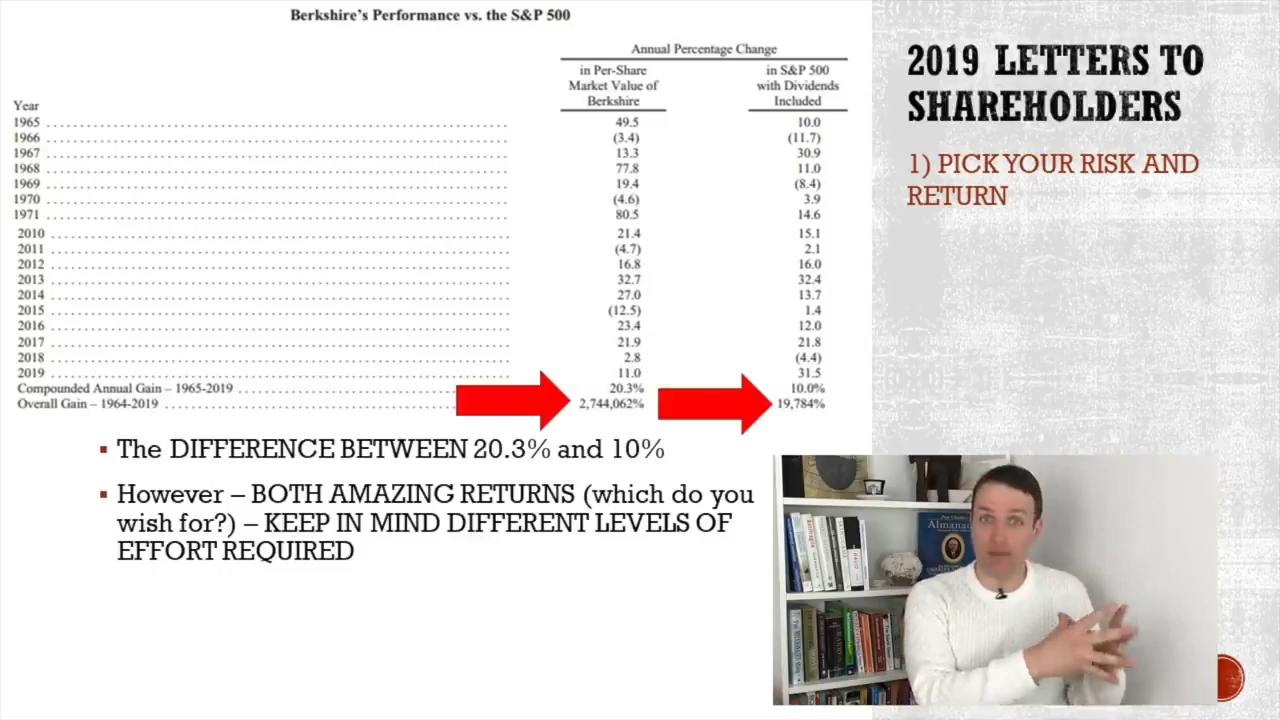 Berkshire's Performance vs. the S&P 500
Annual Percentage Change
in Per-Share
Market Value of
Berkshire
in S&P 500
with Dividends
Included
Year
1965 49.5 10.0
1966 (3.4) (11.7)
1967 13.3 30.9
1968 77.8 11.0
1969 19.4 (8.4)
1970 (4.6) 3.9
1971 80.5 14.6
2010 21.4 15.1
2011 (4.7) 2.1
2012 16.8 16.0
2013 32.7 32.4
2014 27.0 13.7
2015 (12.5) 1.4
2016 23.4 12.0
2017 21.9 21.8
2018 2.8 (4.4)
2019 11.0 31.5
Compounded Annual Gain – 1965-2019 20.3% 10.0%
Overall Gain – 1964-2019 2,744,062% 19,784%
The DIFFERENCE BETWEEN 20.3% and 10%
However – BOTH AMAZING RETURNS (which do you
wish for?) – KEEP IN MIND DIFFERENT LEVELS OF
EFFORT REQUIRED
2019 LETTERS TO
SHAREHOLDERS
1) PICK YOUR RISK AND
RETURN
Almanac